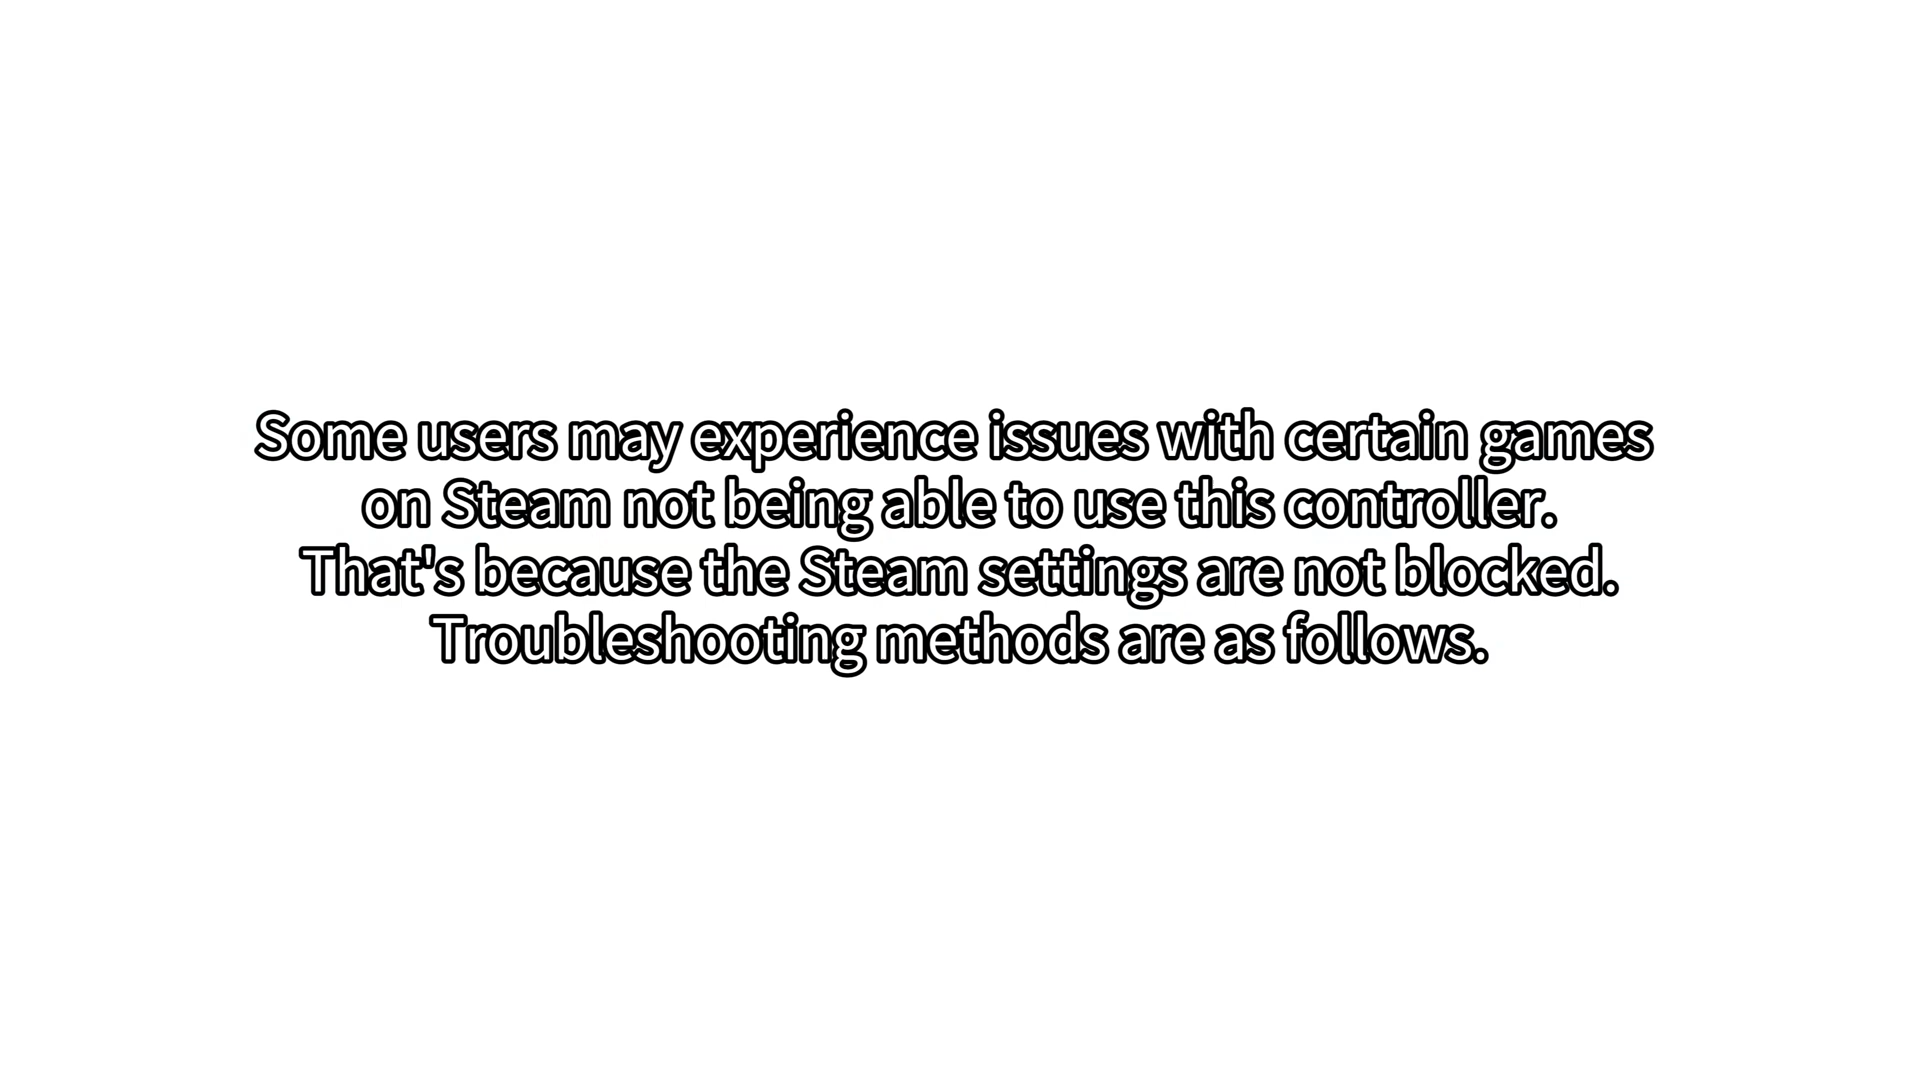 Some users may experience issues with certain games
on Steam not being able to use this controller.
That's because the Steam settings are not blocked.
Troubleshooting methods are as follows.